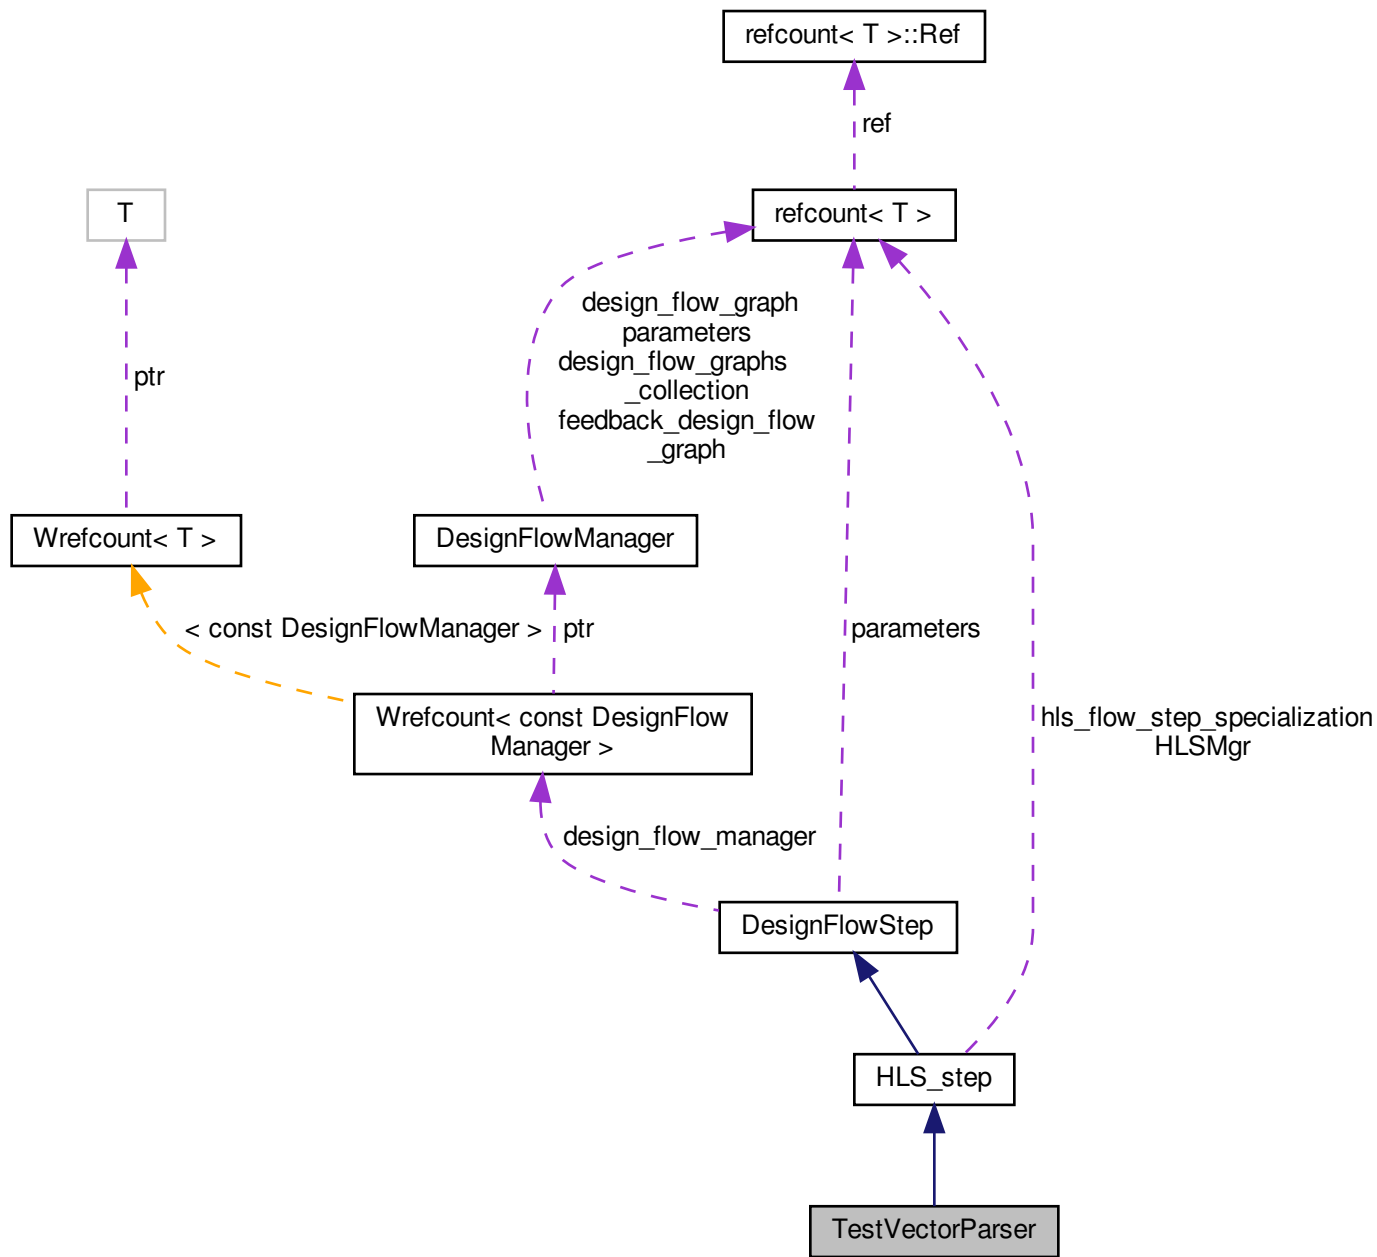 refcount< T >::Ref
ref
T
refcount< T >
design_flow_graph
parameters
design_flow_graphs
_collection
feedback_design_flow
_graph
ptr
Wrefcount< T >
DesignFlowManager
< const DesignFlowManager >
ptr
parameters
Wrefcount< const DesignFlow
Manager >
hls_flow_step_specialization
HLSMgr
design_flow_manager
DesignFlowStep
HLS_step
TestVectorParser